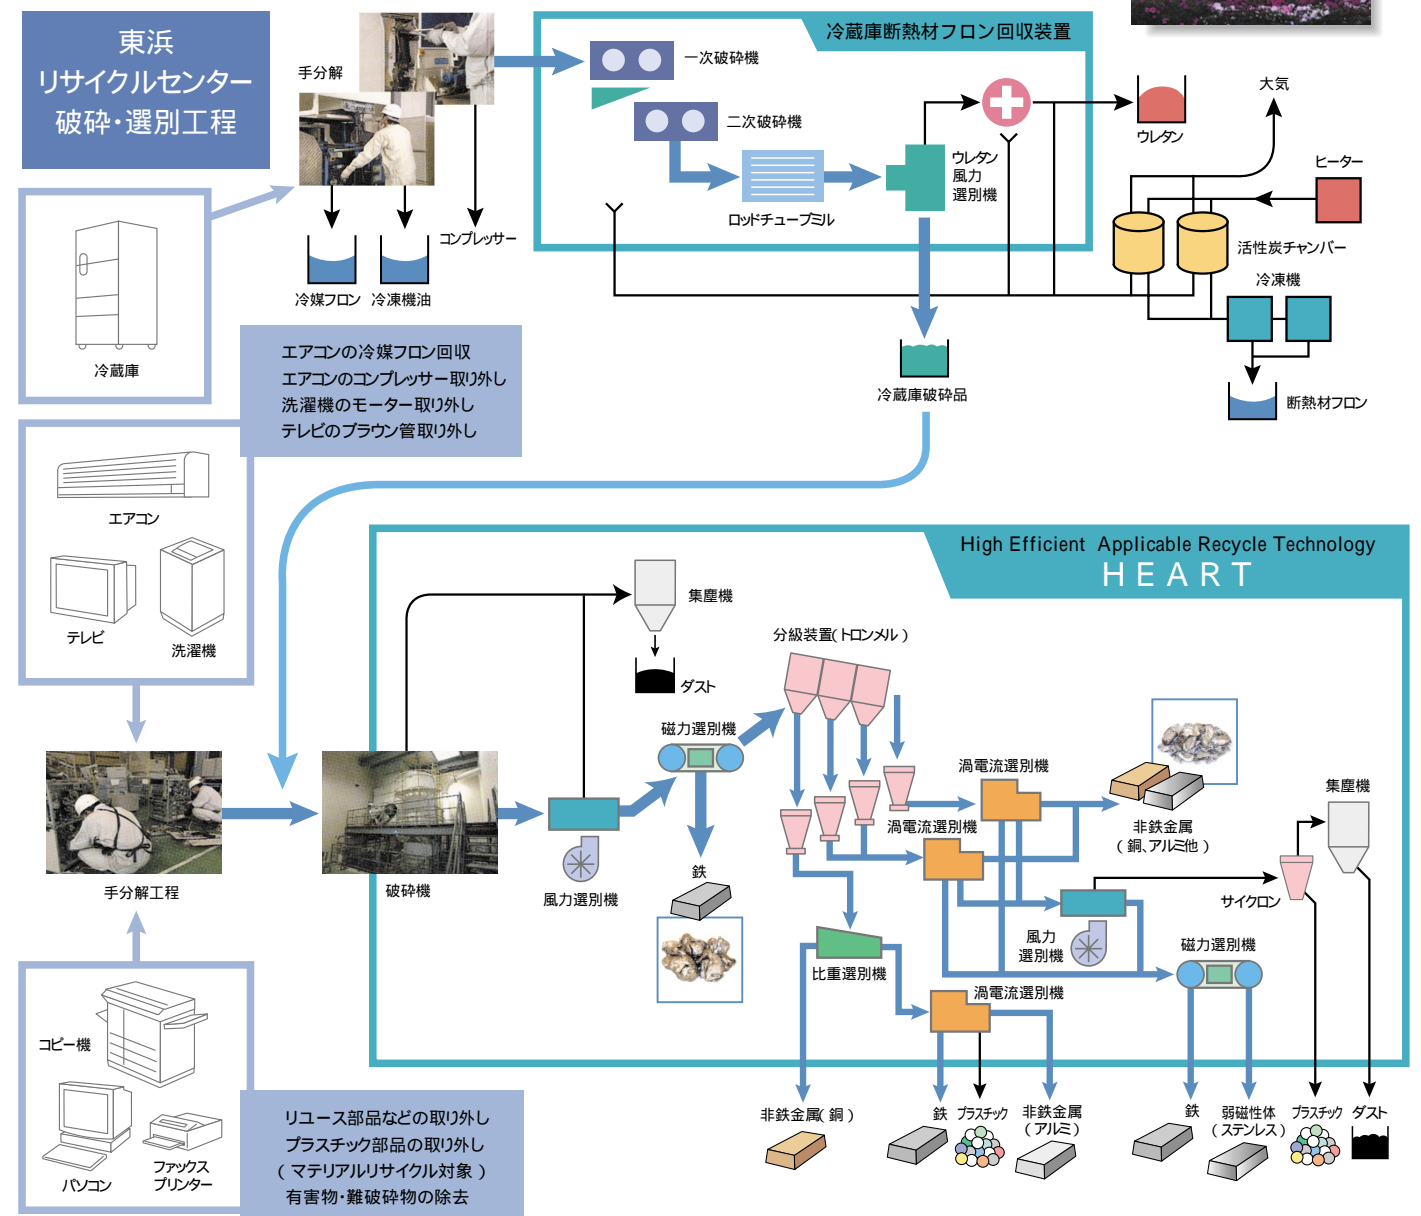 東浜
リサイクルセンター
破砕・選別工程
手分解
冷媒フロン
冷凍機油
コンプレッサー
冷蔵庫断熱材フロン回収装置
一次破砕機
二次破砕機
ロッドチューブミル
ウレタン
風力
選別機
ウレタン
大気
ヒーター
活性炭チャンバー
冷凍機
断熱材フロン
冷蔵庫破砕品
冷蔵庫
エアコンの冷媒フロン回収
エアコンのコンプレッサー取り外し
洗濯機のモーター取り外し
テレビのブラウン管取り外し
エアコン
テレビ
洗濯機
手分解工程
コピー機
パソコン
ファックス
プリンター
リユース部品などの取り外し
プラスチック部品の取り外し
(マテリアルリサイクル対象)
有害物・難破砕物の除去
High Efficient Applicable Recycle Technology
HEART
集塵機
ダスト
破砕機
風力選別機
磁力選別機
鉄
分級装置(トロンメル)
渦電流選別機
渦電流選別機
非鉄金属
(銅、アルミ他)
集塵機
サイクロン
風力
選別機
磁力選別機
比重選別機
渦電流選別機
非鉄金属(銅)
鉄
プラスチック
非鉄金属
(アルミ)
鉄
弱磁性体
(ステンレス)
プラスチック
ダスト